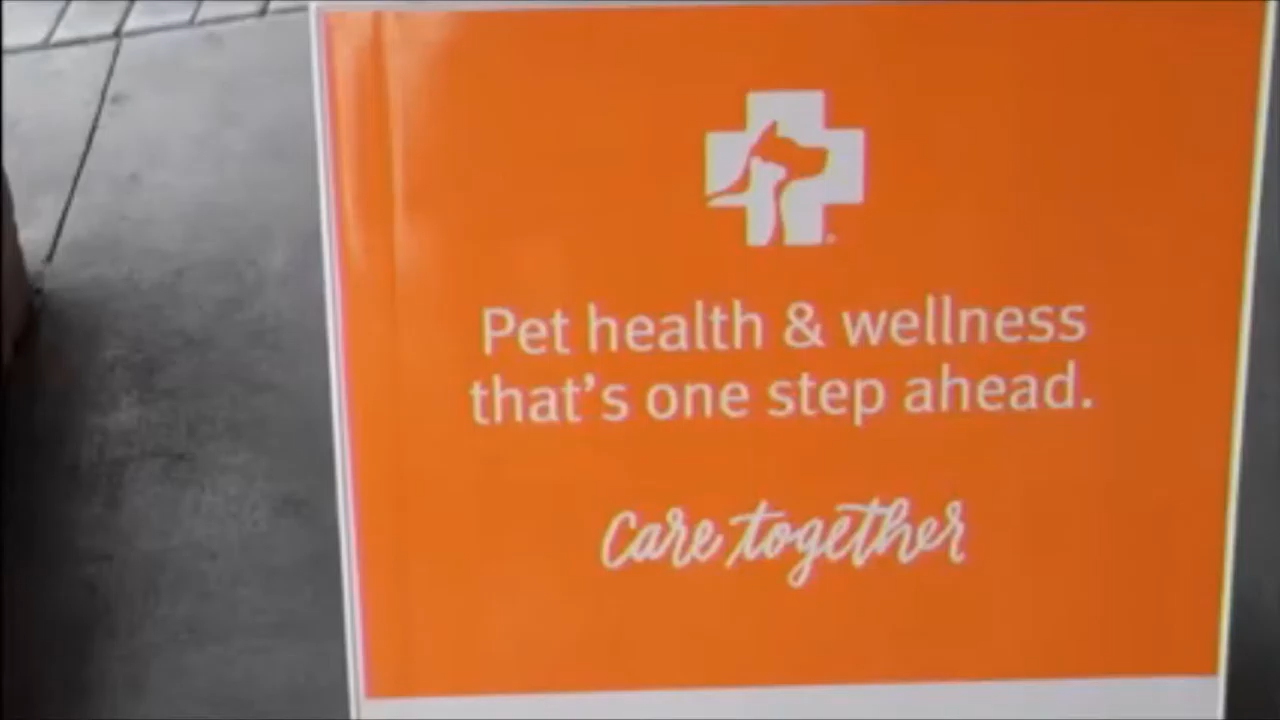 Pet health & wellness
that's one step ahead.
Care together